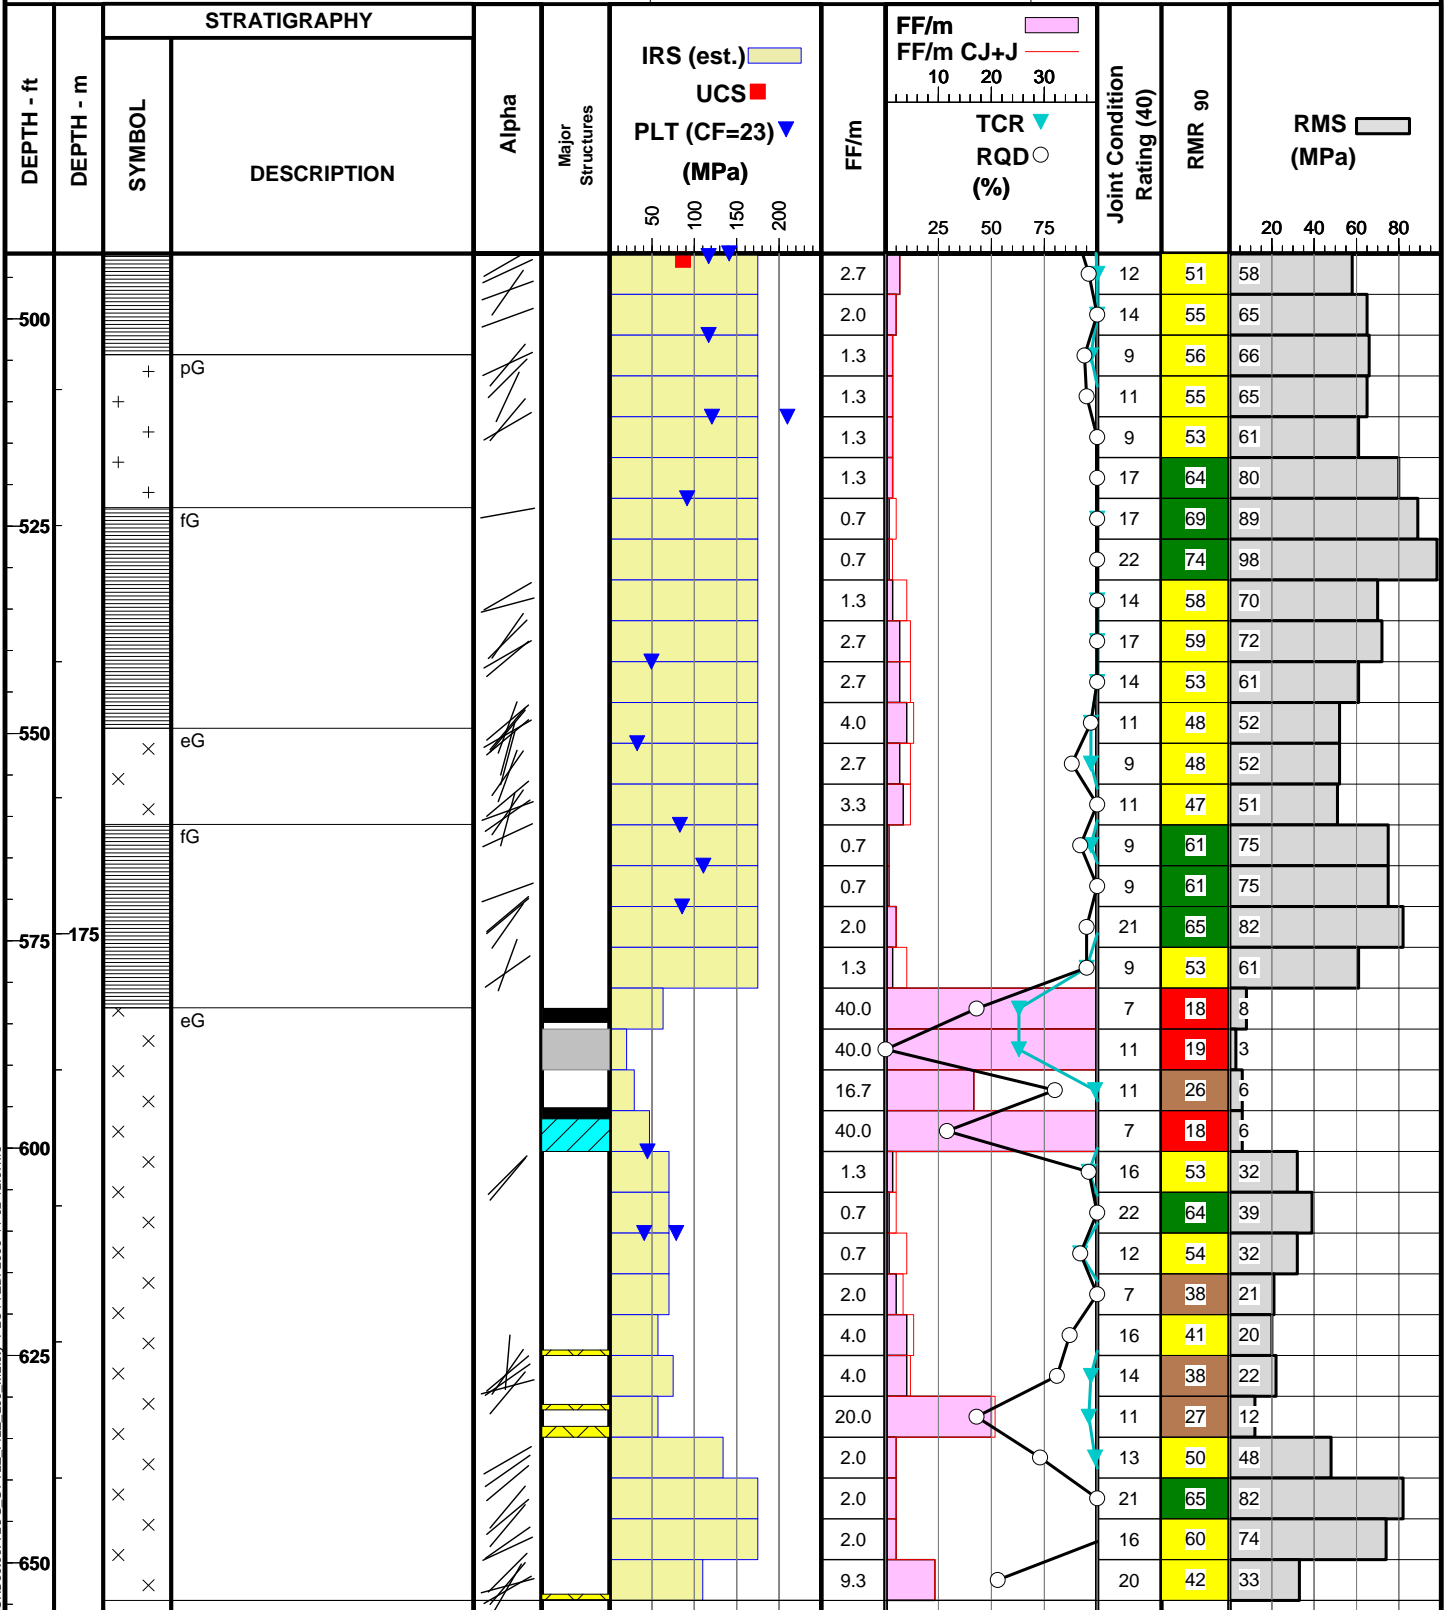 STRATIGRAPHY
DEPTH - ft
DEPTH - m
SYMBOL
DESCRIPTION
Alpha
Major
Structures
IRS (est.)
UCS
PLT (CF=23)
(MPa)
50 100 150 200
FF/m
FF/m
FF/m CJ+J
10 20 30
TCR
RQD
(%)
25 50 75
Joint Condition
Rating (40)
RMR 90
RMS
(MPa)
20 40 60 80
2.7 12 51 58
500 2.0 14 55 65
pG 1.3 9 56 66
1.3 11 55 65
1.3 9 53 61
1.3 17 64 80
525 fG 0.7 17 69 89
0.7 22 74 98
1.3 14 58 70
2.7 17 59 72
2.7 14 53 61
550 eG 4.0 11 48 52
2.7 9 48 52
3.3 11 47 51
fG 0.7 9 61 75
0.7 9 61 75
575 175 2.0 21 65 82
1.3 9 53 61
eG 40.0 7 18 8
40.0 11 19 3
16.7 11 26 6
600 40.0 7 18 6
1.3 16 53 32
0.7 22 64 39
0.7 12 54 32
2.0 7 38 21
625 4.0 16 41 20
4.0 14 38 22
20.0 11 27 12
2.0 13 50 48
2.0 21 65 82
650 2.0 16 60 74
9.3 20 42 33